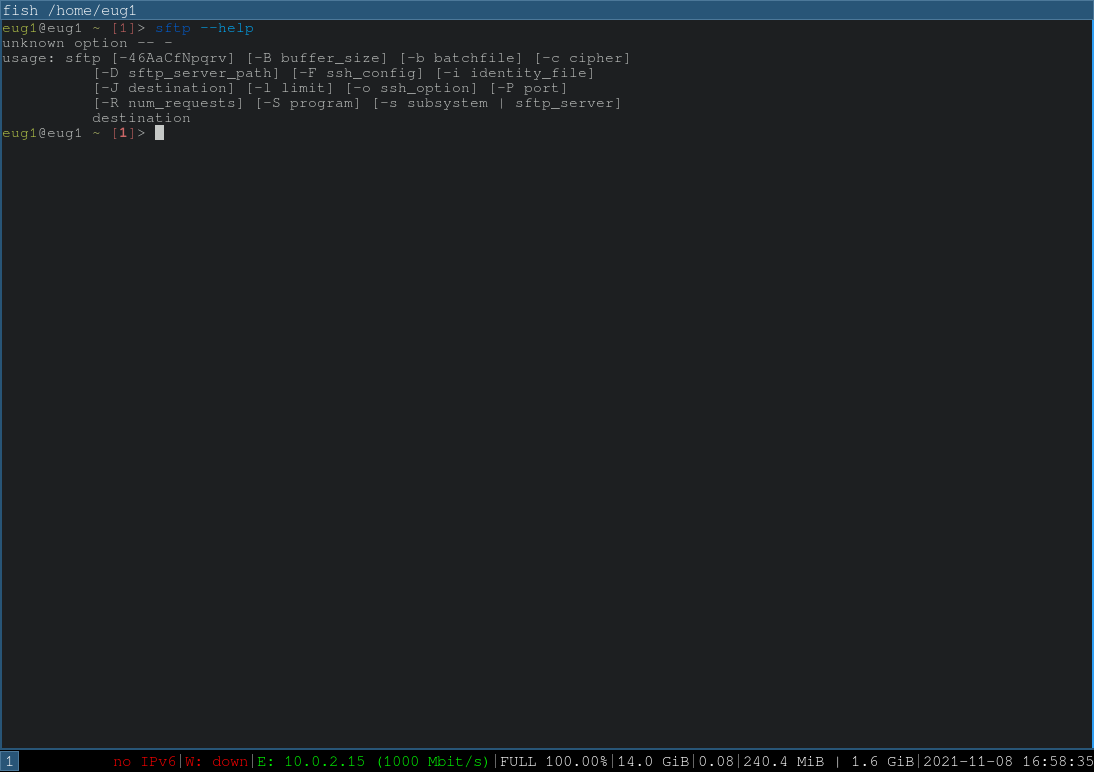 fish /home/eug1
eug1@eug1 ~ [1]> sftp --help
unknown option -- -
usage: sftp [-46AaCfNpqrv] [-B buffer_size] [-b batchfile] [-c cipher]
          [-D sftp_server_path] [-F ssh_config] [-i identity_file]
          [-J destination] [-l limit] [-o ssh_option] [-P port]
          [-R num_requests] [-S program] [-s subsystem | sftp_server]
          destination
eug1@eug1 ~ [1]>
1 no IPv6|W: down|E: 10.0.2.15 (1000 Mbit/s)|FULL 100.00%|14.0 GiB|0.08|240.4 MiB | 1.6 GiB|2021-11-08 16:58:35